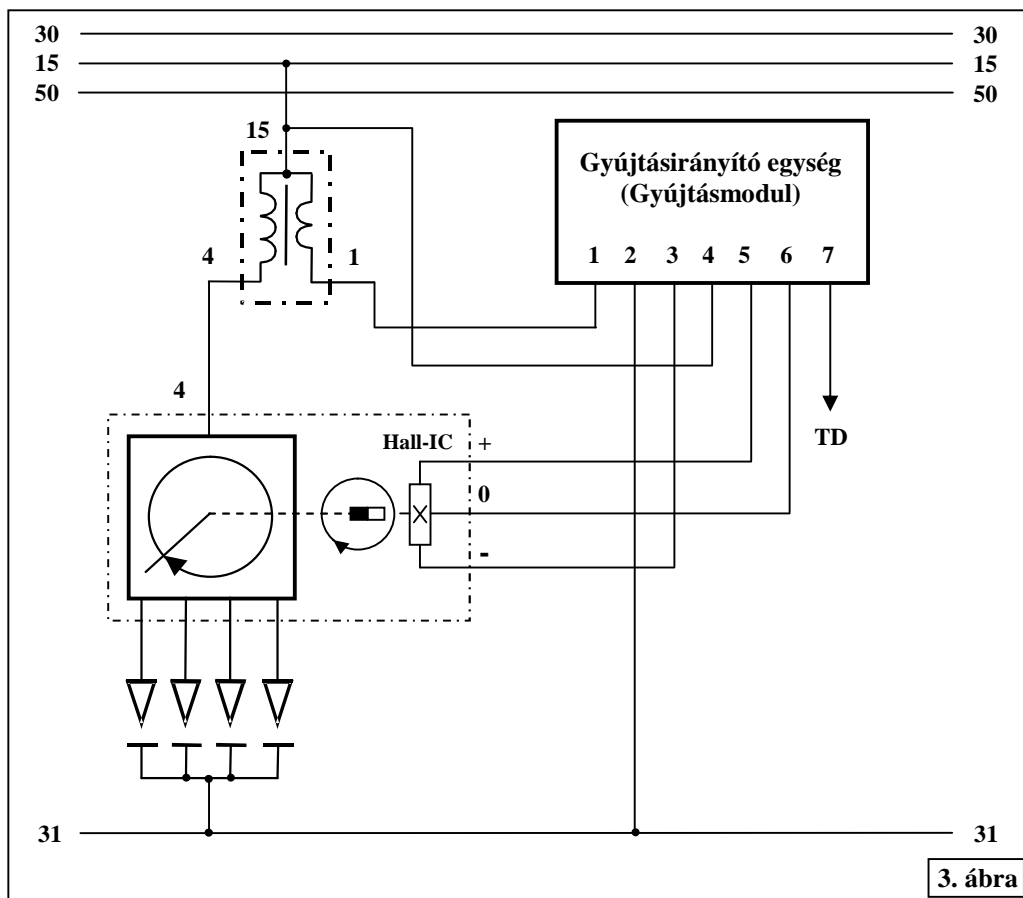 30 30
15 15
50 50
15
Gyújtásirányító egység
(Gyújtásmodul)
1 2 3 4 5 6 7
4 1
4
TD
Hall-IC +
0
-
31 31
3. ábra